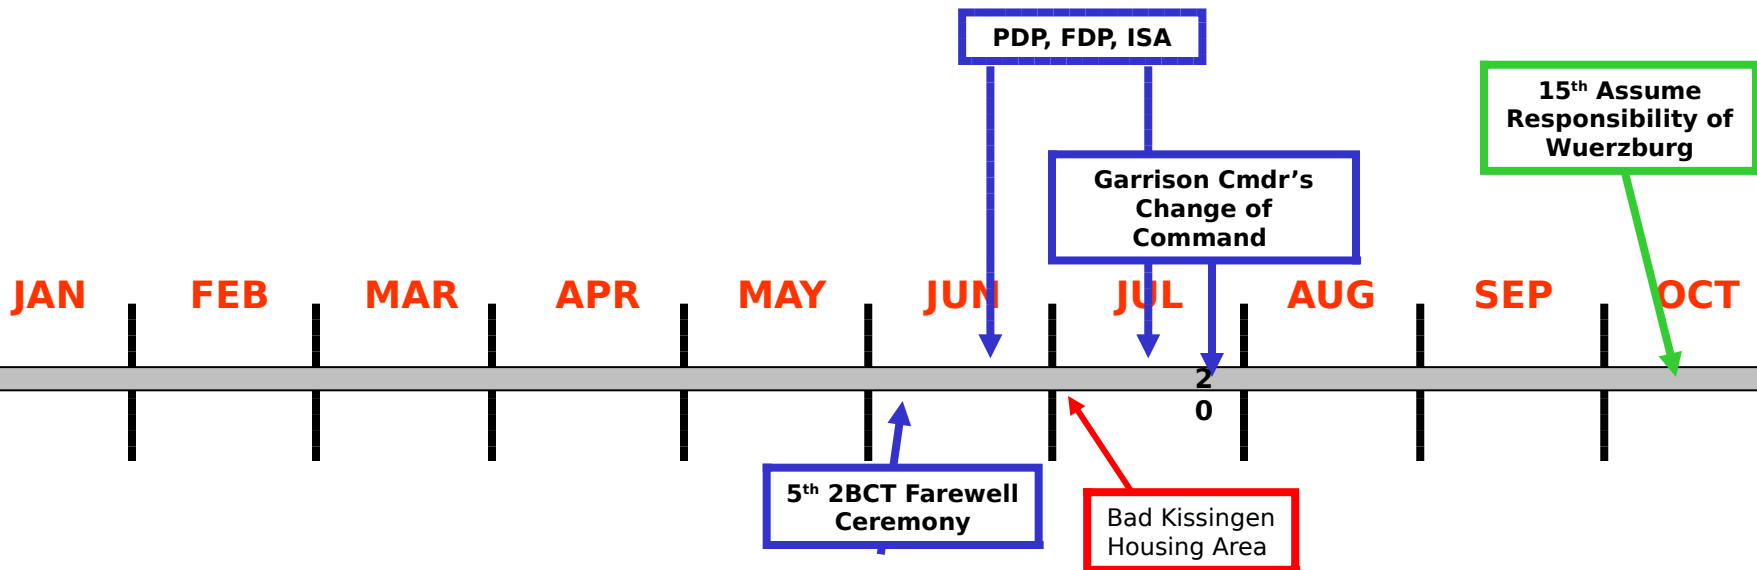 PDP, FDP, ISA
15th Assume
Responsibility of
Wuerzburg
Garrison Cmdr’s
Change of
Command
JAN FEB MAR APR MAY JUN JUL AUG SEP OCT
2
0
5th 2BCT Farewell
Ceremony
Bad Kissingen
Housing Area